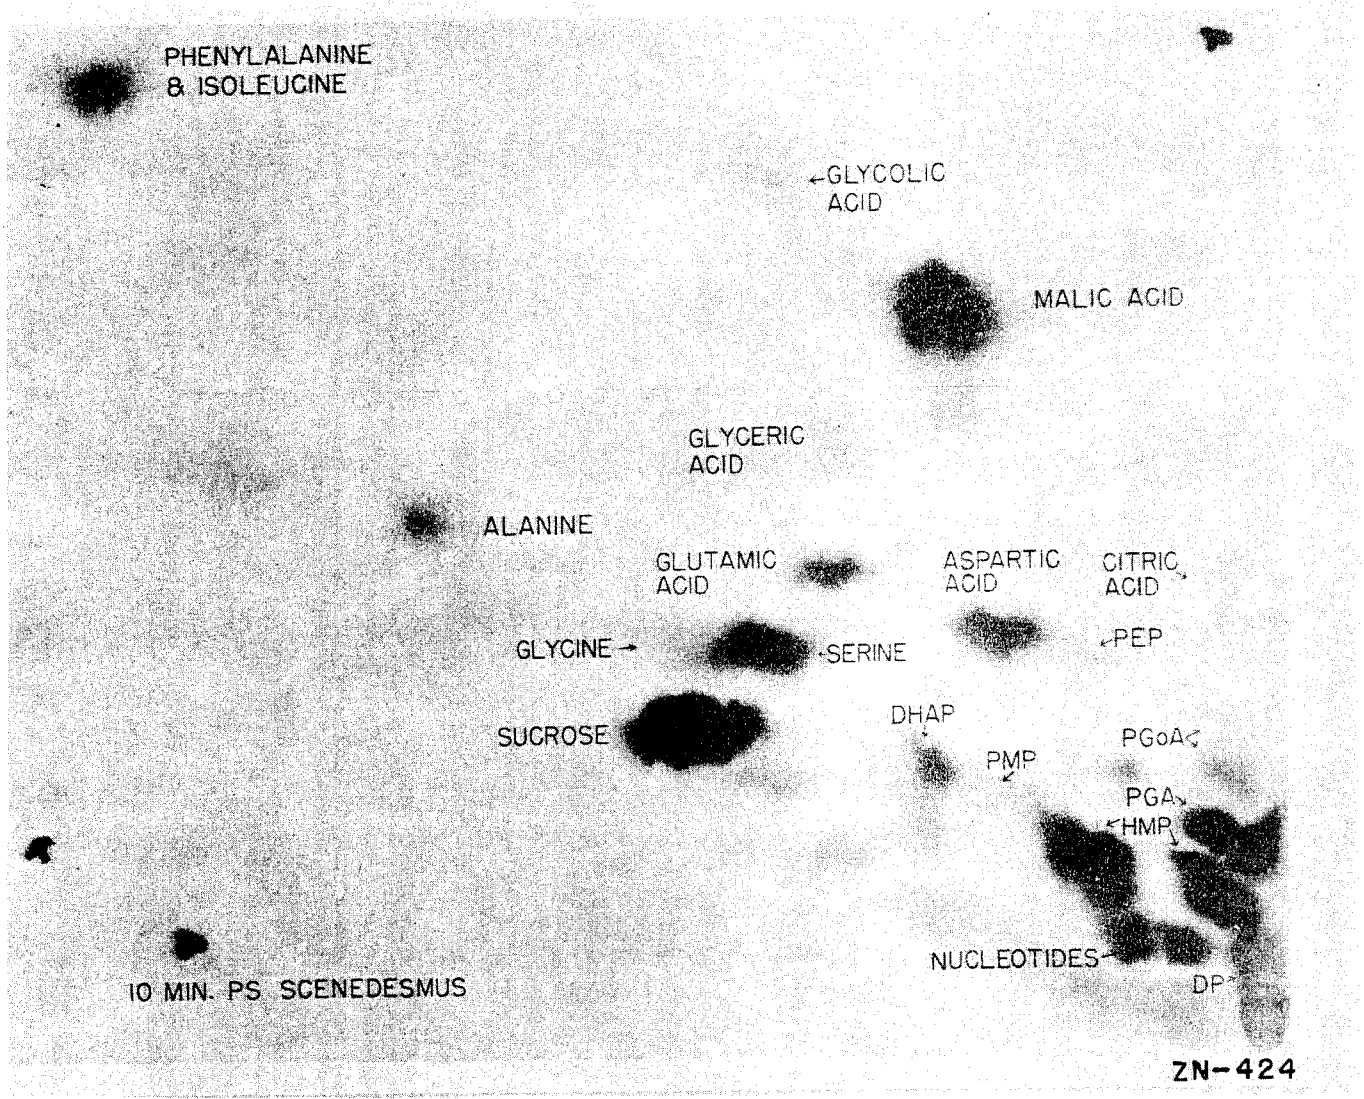 PHENYLALANINE
& ISOLEUCINE
←GLYCOLIC
ACID
MALIC ACID
GLYCERIC
ACID
ALANINE
GLUTAMIC
ACID
ASPARTIC
ACID
CITRIC
ACID
GLYCINE →
←SERINE
←PEP
SUCROSE
DHAP
PMP
PGoA
PGA
←HMP
NUCLEOTIDES
DP
10 MIN. PS SCENEDESMUS
ZN-424